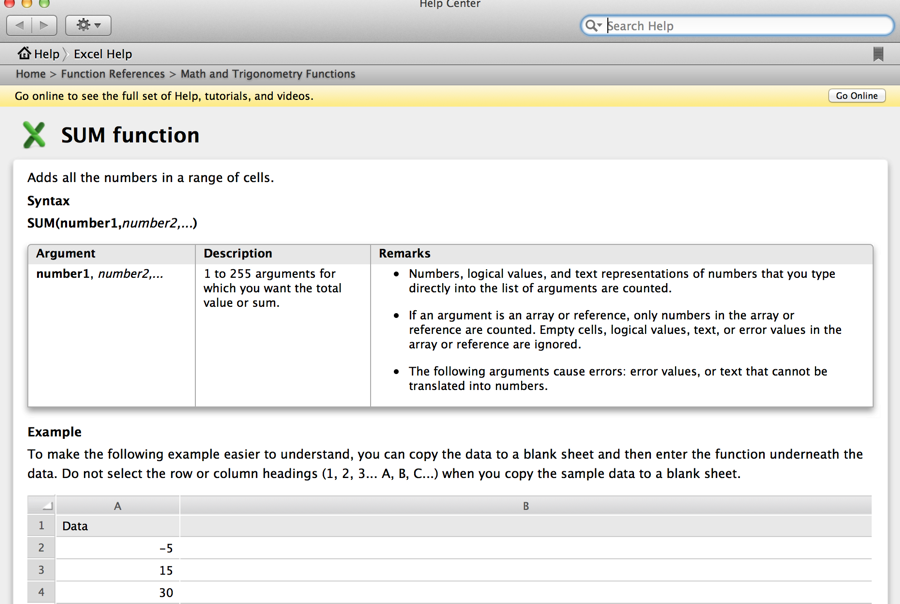 Help Center
Search Help
Help Excel Help
Home > Function References > Math and Trigonometry Functions
Go online to see the full set of Help, tutorials, and videos. Go Online
SUM function
Adds all the numbers in a range of cells.
Syntax
SUM(number1,number2,...)
Argument Description Remarks
number1, number2,...
1 to 255 arguments for
which you want the total
value or sum.
• Numbers, logical values, and text representations of numbers that you type
directly into the list of arguments are counted.
• If an argument is an array or reference, only numbers in the array or
reference are counted. Empty cells, logical values, text, or error values in the
array or reference are ignored.
• The following arguments cause errors: error values, or text that cannot be
translated into numbers.
Example
To make the following example easier to understand, you can copy the data to a blank sheet and then enter the function underneath the
data. Do not select the row or column headings (1, 2, 3... A, B, C...) when you copy the sample data to a blank sheet.
A B
1 Data
2 -5
3 15
4 30